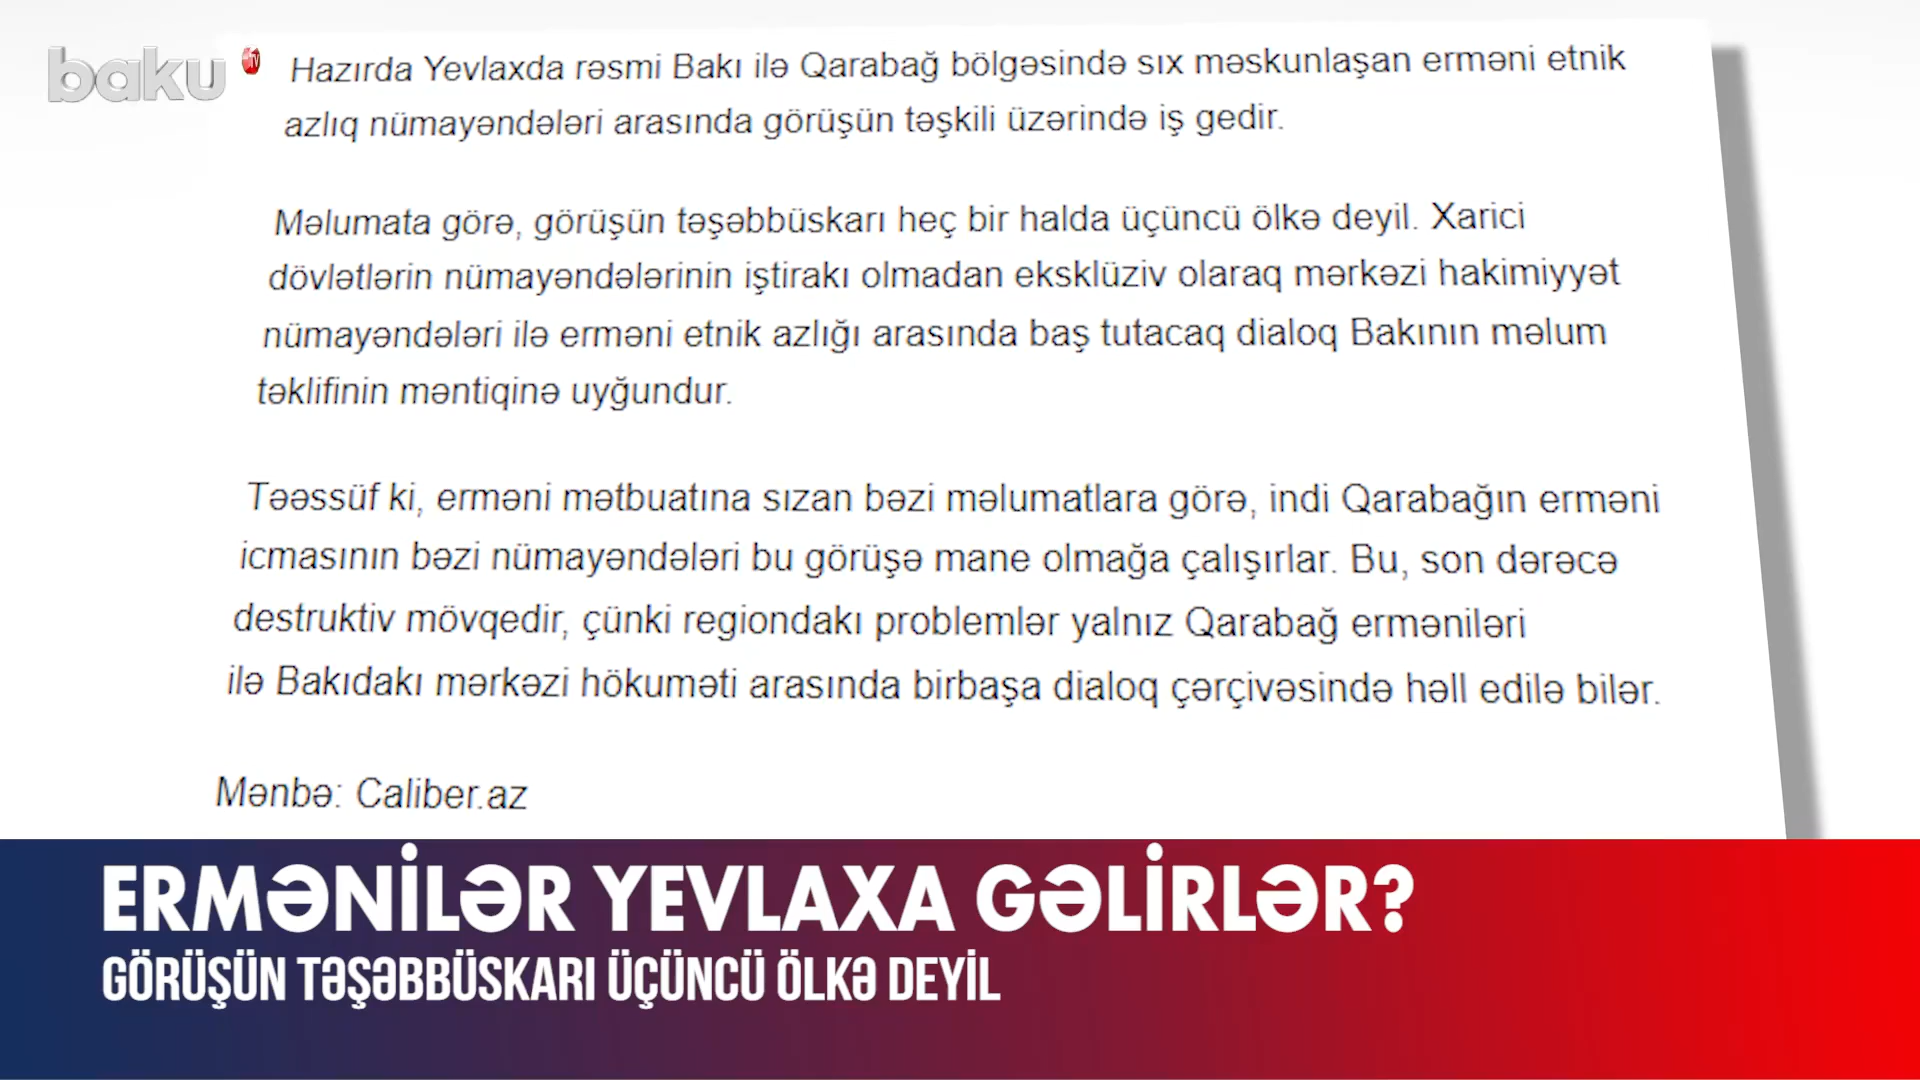 baku TV
Hazırda Yevlaxda rəsmi Bakı ilə Qarabağ bölgəsində sıx məskunlaşan erməni etnik
azlıq nümayəndələri arasında görüşün təşkili üzərində iş gedir.
Məlumata görə, görüşün təşəbbüskarı heç bir halda üçüncü ölkə deyil. Xarici
dövlətlərin nümayəndələrinin iştirakı olmadan eksklüziv olaraq mərkəzi hakimiyyət
nümayəndələri ilə erməni etnik azlığı arasında baş tutacaq dialoq Bakının məlum
təklifinin məntiqinə uyğundur.
Təəssüf ki, erməni mətbuatına sızan bəzi məlumatlara görə, indi Qarabağın erməni
icmasının bəzi nümayəndələri bu görüşə mane olmağa çalışırlar. Bu, son dərəcə
destruktiv mövqedir, çünki regiondakı problemlər yalnız Qarabağ erməniləri
ilə Bakıdakı mərkəzi hökuməti arasında birbaşa dialoq çərçivəsində həll edilə bilər.
Mənbə: Caliber.az
ERMƏNİLƏR YEVLAXA GƏLİRLƏR?
GÖRÜŞÜN TƏŞƏBBÜSKARI ÜÇÜNCÜ ÖLKƏ DEYİL